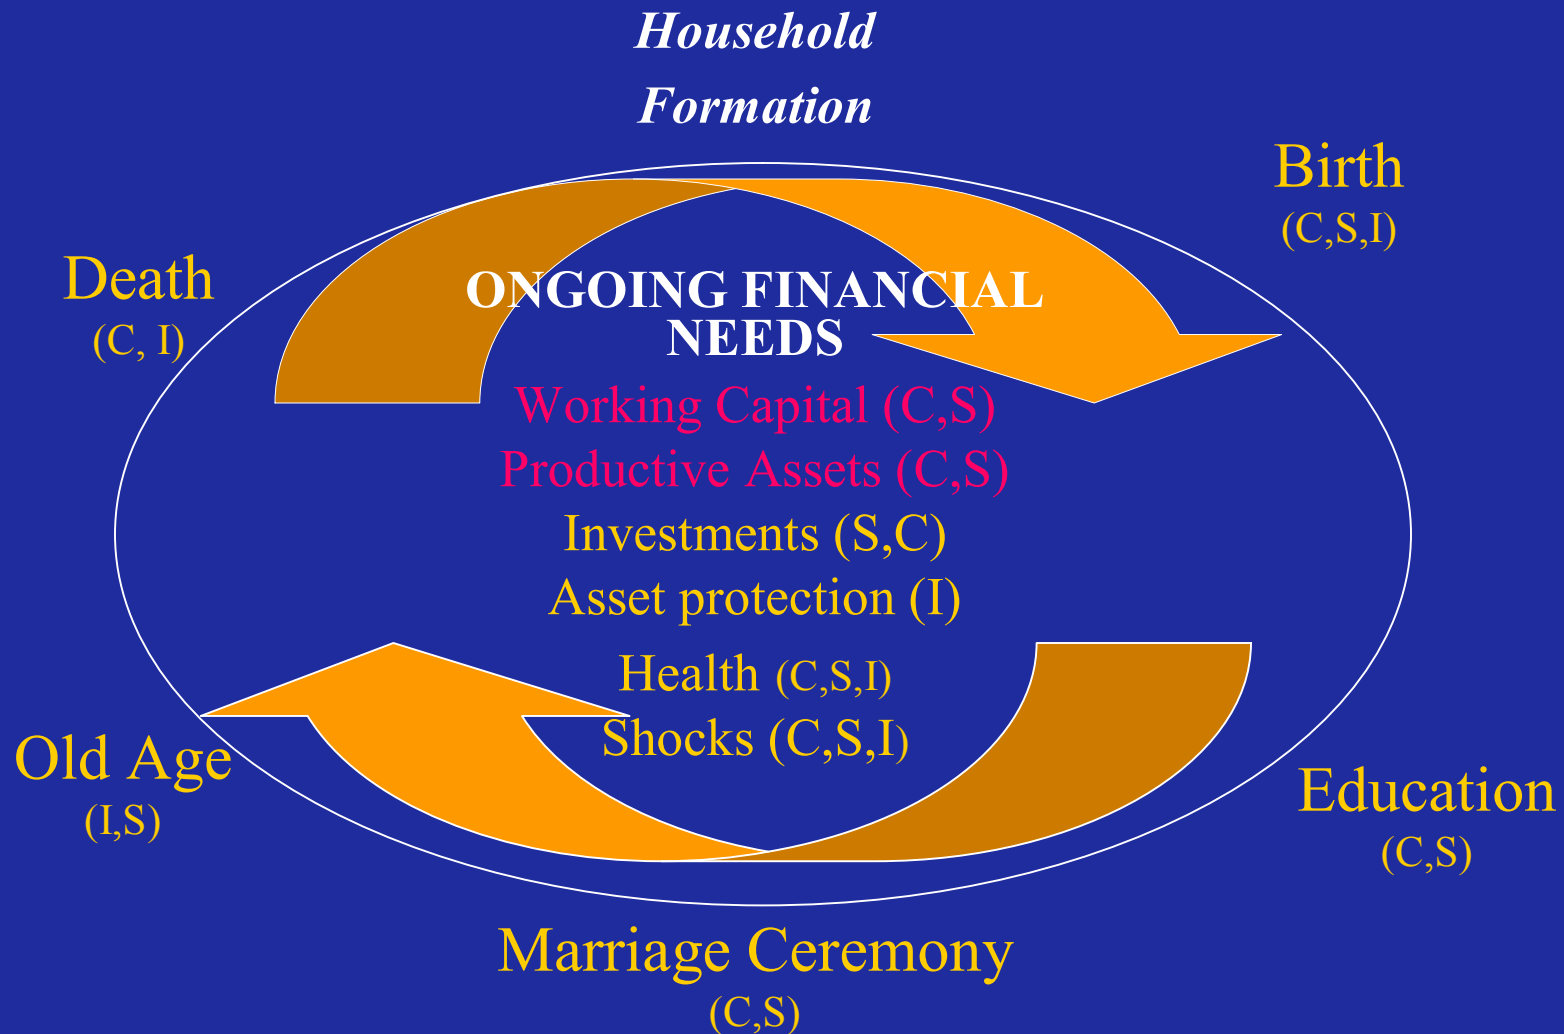 Household
Formation
Birth
(C,S,I)
Death
(C, I)
ONGOING FINANCIAL
NEEDS
Working Capital (C,S)
Productive Assets (C,S)
Investments (S,C)
Asset protection (I)
Health (C,S,I)
Shocks (C,S,I)
Old Age
(I,S)
Education
(C,S)
Marriage Ceremony
(C,S)